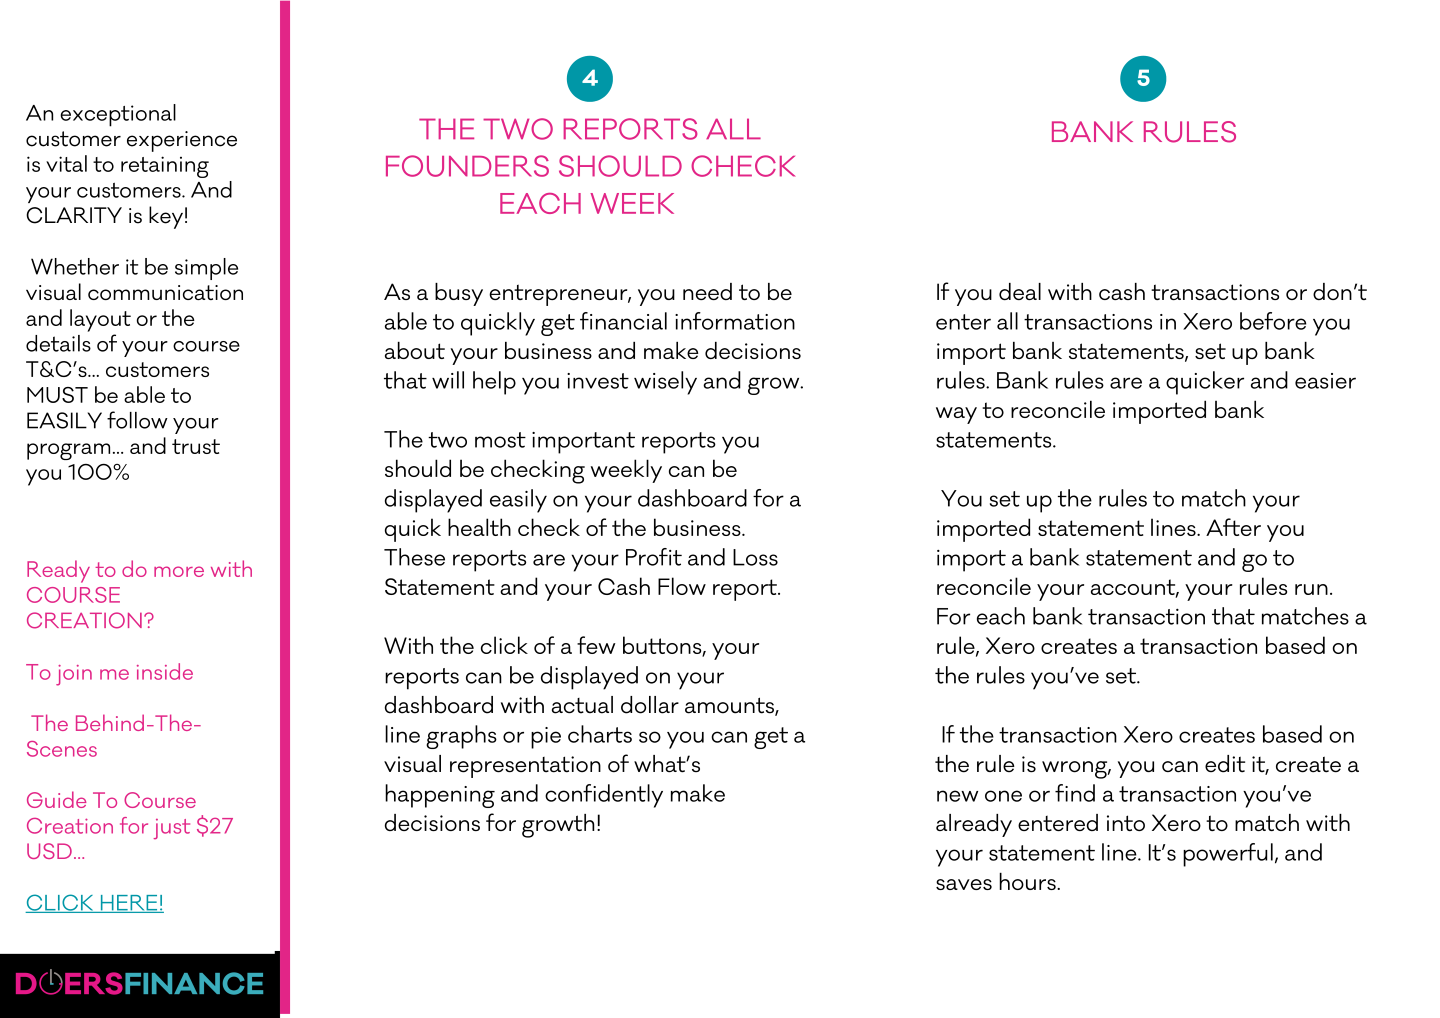 An exceptional
customer experience
is vital to retaining
your customers. And
CLARITY is key!
Whether it be simple
visual communication
and layout or the
details of your course
T&C's... customers
MUST be able to
EASILY follow your
program... and trust
you 100%
Ready to do more with
COURSE
CREATION?
To join me inside
The Behind-The-
Scenes
Guide To Course
Creation for just $27
USD...
CLICK HERE!
DOERSFINANCE
4
THE TWO REPORTS ALL
FOUNDERS SHOULD CHECK
EACH WEEK
As a busy entrepreneur, you need to be
able to quickly get financial information
about your business and make decisions
that will help you invest wisely and grow.
The two most important reports you
should be checking weekly can be
displayed easily on your dashboard for a
quick health check of the business.
These reports are your Profit and Loss
Statement and your Cash Flow report.
With the click of a few buttons, your
reports can be displayed on your
dashboard with actual dollar amounts,
line graphs or pie charts so you can get a
visual representation of what's
happening and confidently make
decisions for growth!
5
BANK RULES
If you deal with cash transactions or don't
enter all transactions in Xero before you
import bank statements, set up bank
rules. Bank rules are a quicker and easier
way to reconcile imported bank
statements.
You set up the rules to match your
imported statement lines. After you
import a bank statement and go to
reconcile your account, your rules run.
For each bank transaction that matches a
rule, Xero creates a transaction based on
the rules you've set.
If the transaction Xero creates based on
the rule is wrong, you can edit it, create a
new one or find a transaction you've
already entered into Xero to match with
your statement line. It's powerful, and
saves hours.